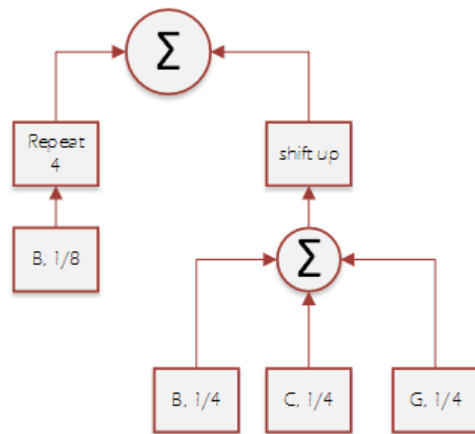 Σ
Repeat
4
shift up
B, 1/8
Σ
B, 1/4
C, 1/4
G, 1/4